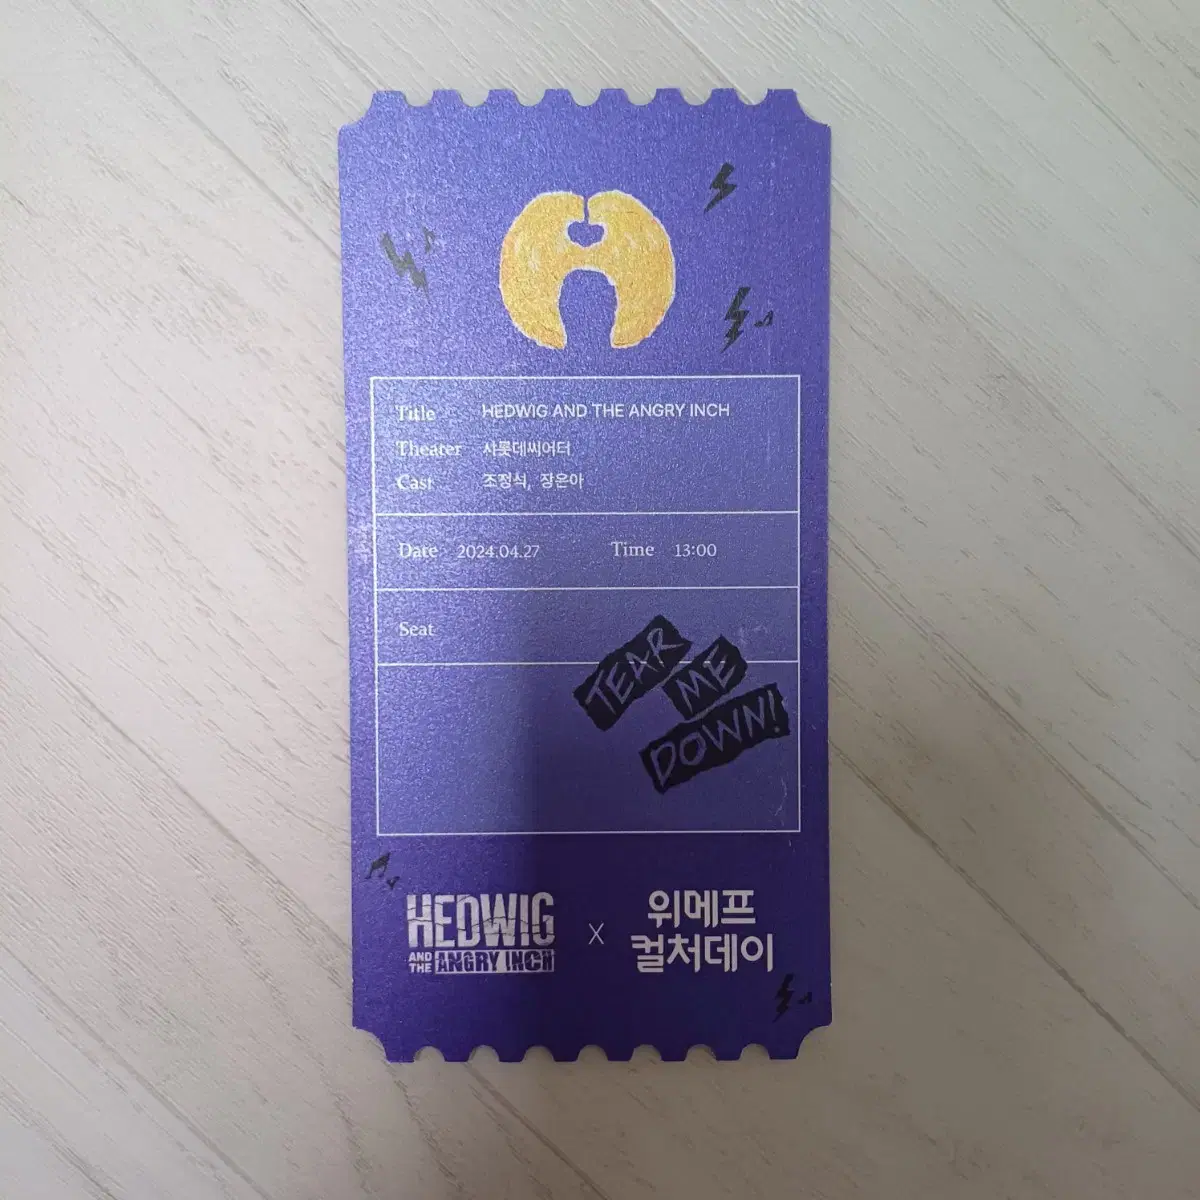 Title HEDWIG AND THE ANGRY INCH
Theater 샤롯데씨어터
Cast 조정석, 장은아
Date 2024.04.27 Time 13:00
Seat
TEAR
ME
DOWN!
HEDWIG
AND THE ANGRY INCH
X
위메프
컬처데이